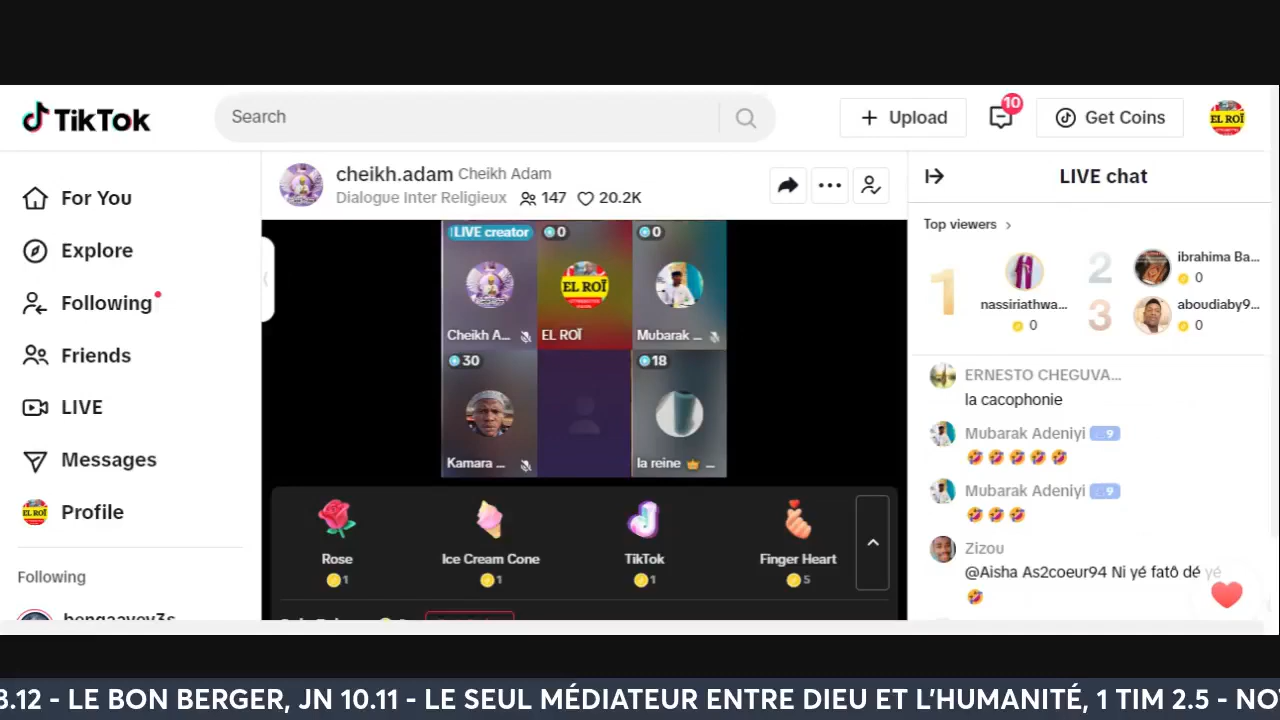 TikTok
Search
Upload
10
Get Coins
EL ROÏ
For You
Explore
Following
Friends
LIVE
Messages
Profile
Following
cheikh.adam Cheikh Adam
Dialogue Inter Religieux 147 20.2K
LIVE creator
0
0
EL ROÏ
Cheikh A...
EL ROÏ
Mubarak ...
30
18
Kamara ...
la reine 👑 ...
Rose
1
Ice Cream Cone
1
TikTok
1
Finger Heart
5
LIVE chat
Top viewers
1
nassiriathwa...
0
2
ibrahima Ba...
0
3
aboudiaby9...
0
ERNESTO CHEGUVA...
la cacophonie
Mubarak Adeniyi 9
🤣 🤣 🤣 🤣 🤣
Mubarak Adeniyi 9
🤣 🤣 🤣
Zizou
@Aisha As2coeur94 Ni yé fatô dé yé
🤣
8.12 - LE BON BERGER, JN 10.11 - LE SEUL MÉDIATEUR ENTRE DIEU ET L'HUMANITÉ, 1 TIM 2.5 - NO